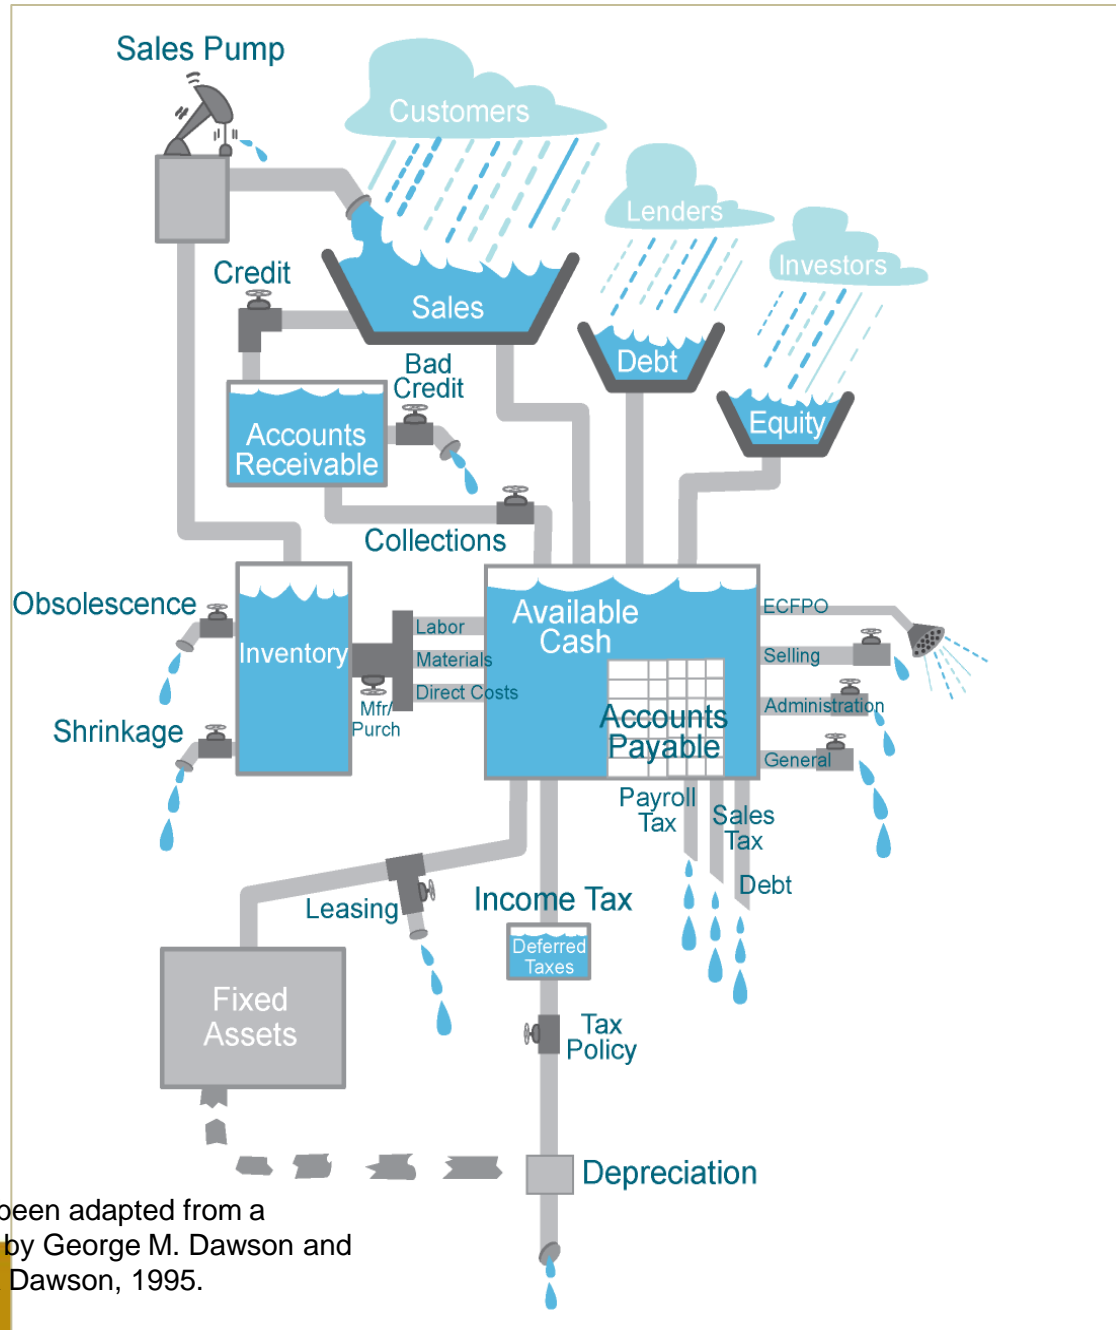 Sales Pump
Customers
Lenders
Investors
Credit
Sales
Bad
Credit
Debt
Equity
Accounts
Receivable
Collections
Obsolescence
Inventory
Shrinkage
Mfr/
Purch
Labor
Materials
Direct Costs
Available
Cash
Accounts
Payable
ECFPO
Selling
Administration
General
Payroll
Tax
Sales
Tax
Debt
Leasing
Income Tax
Deferred
Taxes
Fixed
Assets
Tax
Policy
Depreciation
been adapted from a
by George M. Dawson and
Dawson, 1995.